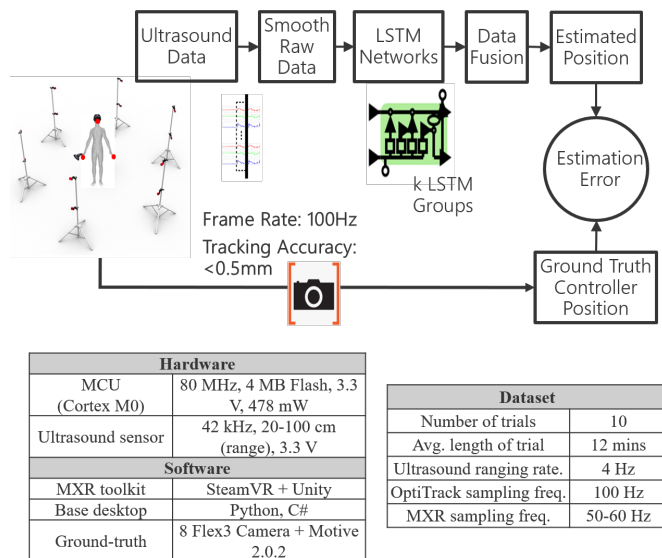 Ultrasound
Data
Smooth
Raw
Data
LSTM
Networks
Data
Fusion
Estimated
Position
k LSTM
Groups
Estimation
Error
Frame Rate: 100Hz
Tracking Accuracy:
<0.5mm
Ground Truth
Controller
Position
Hardware
MCU
(Cortex M0)
80 MHz, 4 MB Flash, 3.3
V, 478 mW
Ultrasound sensor
42 kHz, 20-100 cm
(range), 3.3 V
Software
MXR toolkit
SteamVR + Unity
Base desktop
Python, C#
Ground-truth
8 Flex3 Camera + Motive
2.0.2
Dataset
Number of trials
10
Avg. length of trial
12 mins
Ultrasound ranging rate.
4 Hz
OptiTrack sampling freq.
100 Hz
MXR sampling freq.
50-60 Hz